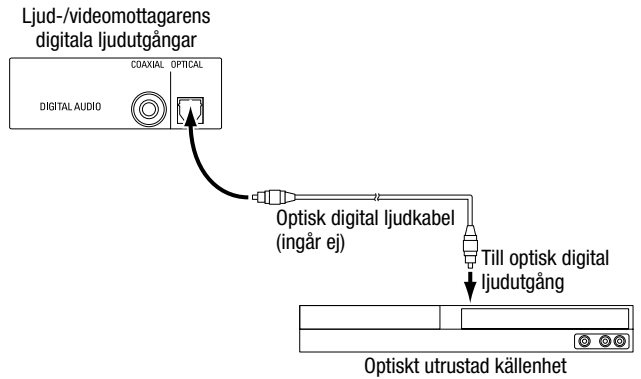 Ljud-/videomottagarens
digitala ljudutgångar
COAXIAL OPTICAL
DIGITAL AUDIO
Optisk digital ljudkabel
(ingår ej)
Till optisk digital
ljudutgång
Optiskt utrustad källenhet